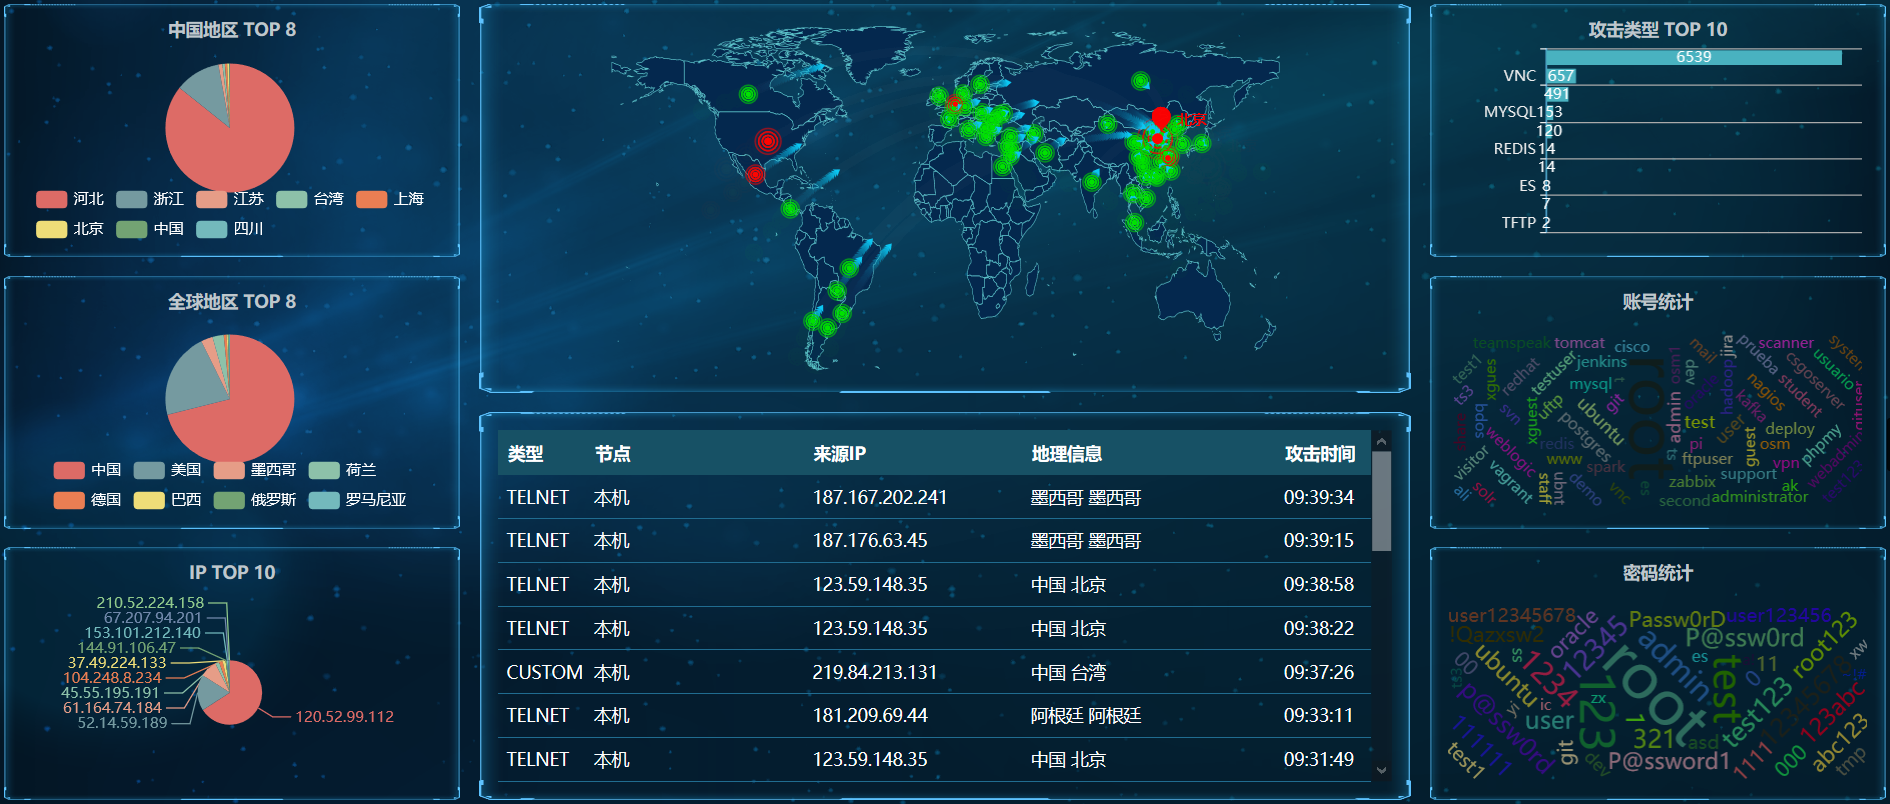 中国地区 TOP 8
河北 浙江 江苏 台湾 上海
北京 中国 四川
全球地区 TOP 8
中国 美国 墨西哥 荷兰
德国 巴西 俄罗斯 罗马尼亚
IP TOP 10
210.52.224.158
67.207.94.201
153.101.212.140
144.91.106.47
37.49.224.133
104.248.8.234
45.55.195.191
61.164.74.184
52.14.59.189
120.52.99.112
北京
类型 节点 来源IP 地理信息 攻击时间
TELNET 本机 187.167.202.241 墨西哥 墨西哥 09:39:34
TELNET 本机 187.176.63.45 墨西哥 墨西哥 09:39:15
TELNET 本机 123.59.148.35 中国 北京 09:38:58
TELNET 本机 123.59.148.35 中国 北京 09:38:22
CUSTOM 本机 219.84.213.131 中国 台湾 09:37:26
TELNET 本机 181.209.69.44 阿根廷 阿根廷 09:33:11
TELNET 本机 123.59.148.35 中国 北京 09:31:49
攻击类型 TOP 10
6539
VNC 657
491
MYSQL 153
120
REDIS 14
14
ES 8
7
TFTP 2
账号统计
teamspeak
tomcat
cisco
jira
prueba
scanner
test1
xgues
redhat
testuser
jenkins
root
osm1
dev
mail
csgoserver
usuario
ts3
mysql
git
hadoop
nagios
student
gituser
svn
uftp
ubuntu
admin
test
kafka
user
deploy
xguest
postgres
redis
pi
guest
osm
phpmy
weblogic
www
spark
ts
ftpuser
vpn
webadmin
visitor
vagrant
staff
ubnt
demo
vnc
es
zabbix
support
ak
test123
ali
solr
second
administrator
密码统计
user12345678
oracle
Passw0rD
user123456
!Qazxsw2
12345
admin
P@ssw0rd
root123
00
ubuntu
ss
1234
root
es
test
11
0
xw
p@ssw0rd
yi
ic
zx
123
user
1
321
asd
test123
12345678
123abc
111111
git
dev
P@ssword1
1111
000
abc123
tmp
test1